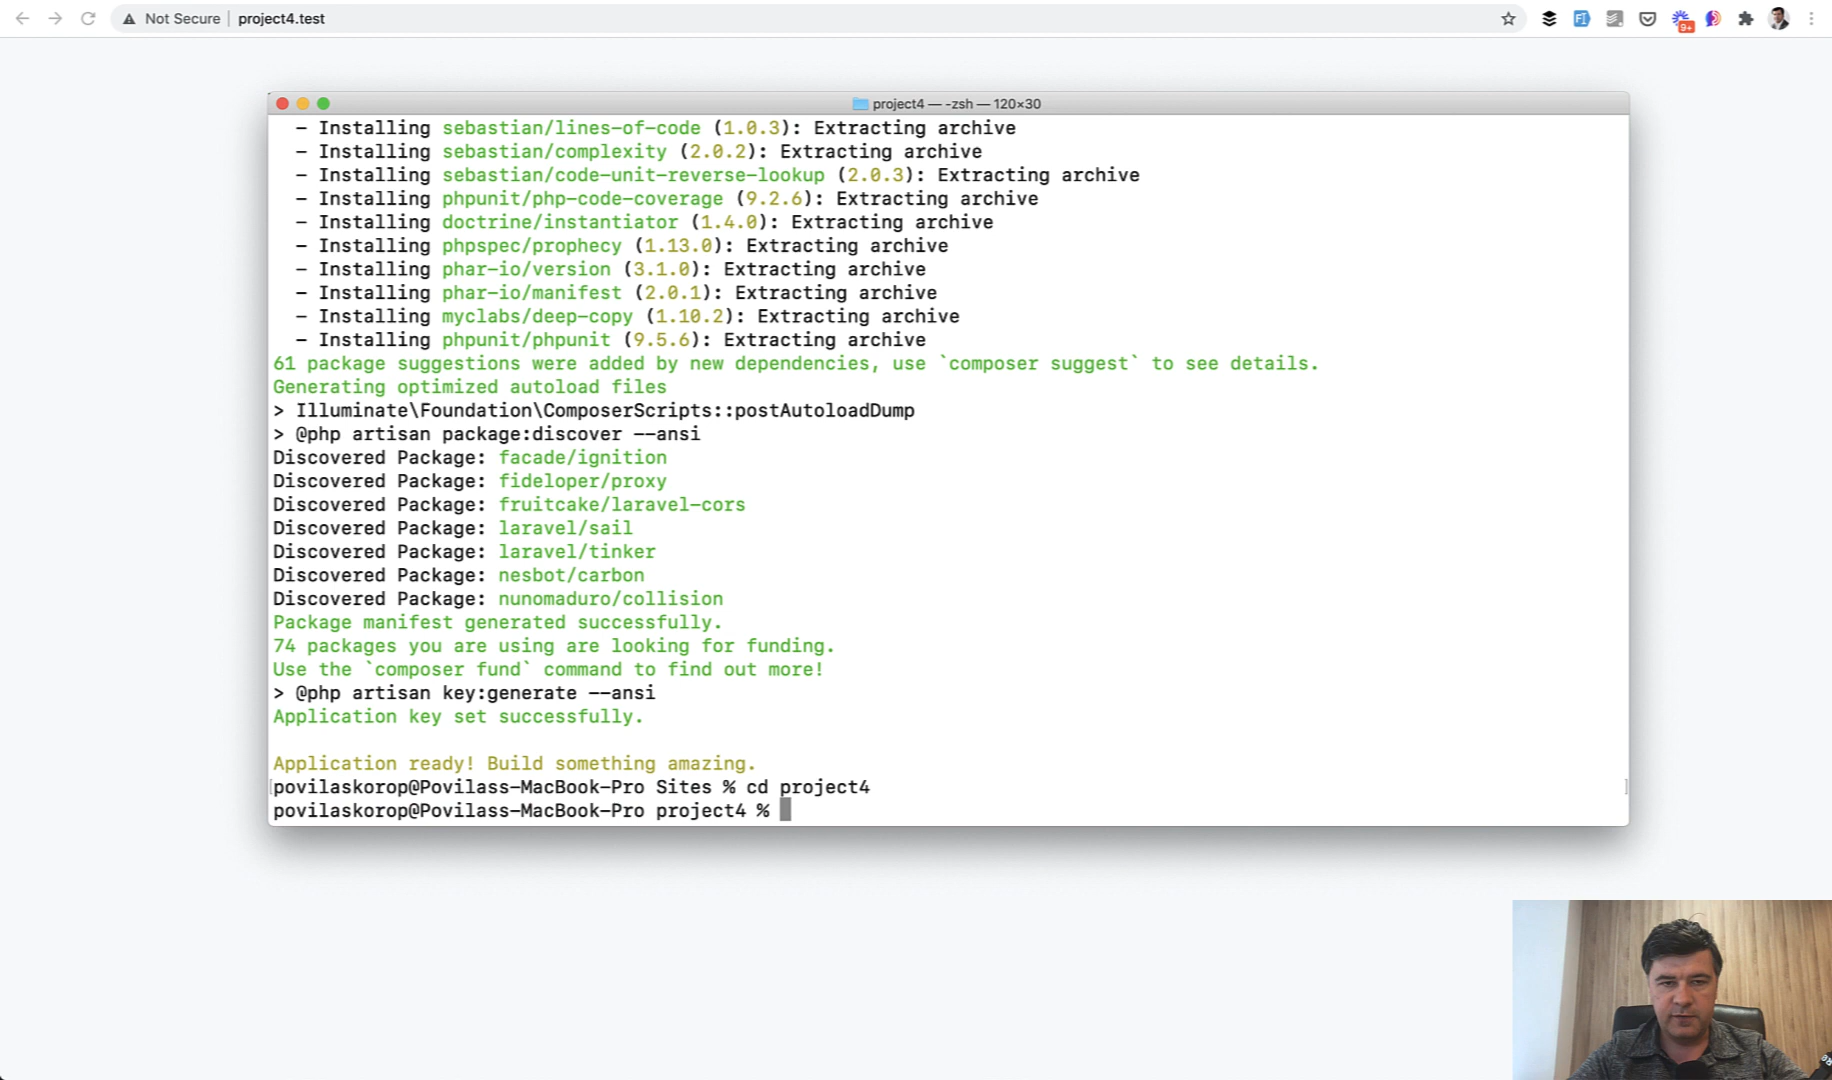 Not Secure | project4.test
9+
project4 — -zsh — 120×30
– Installing sebastian/lines-of-code (1.0.3): Extracting archive
– Installing sebastian/complexity (2.0.2): Extracting archive
– Installing sebastian/code-unit-reverse-lookup (2.0.3): Extracting archive
– Installing phpunit/php-code-coverage (9.2.6): Extracting archive
– Installing doctrine/instantiator (1.4.0): Extracting archive
– Installing phpspec/prophecy (1.13.0): Extracting archive
– Installing phar-io/version (3.1.0): Extracting archive
– Installing phar-io/manifest (2.0.1): Extracting archive
– Installing myclabs/deep-copy (1.10.2): Extracting archive
– Installing phpunit/phpunit (9.5.6): Extracting archive
61 package suggestions were added by new dependencies, use `composer suggest` to see details.
Generating optimized autoload files
> Illuminate\Foundation\ComposerScripts::postAutoloadDump
> @php artisan package:discover --ansi
Discovered Package: facade/ignition
Discovered Package: fideloper/proxy
Discovered Package: fruitcake/laravel-cors
Discovered Package: laravel/sail
Discovered Package: laravel/tinker
Discovered Package: nesbot/carbon
Discovered Package: nunomaduro/collision
Package manifest generated successfully.
74 packages you are using are looking for funding.
Use the `composer fund` command to find out more!
> @php artisan key:generate --ansi
Application key set successfully.
Application ready! Build something amazing.
povilaskorop@Povilass-MacBook-Pro Sites % cd project4
povilaskorop@Povilass-MacBook-Pro project4 %